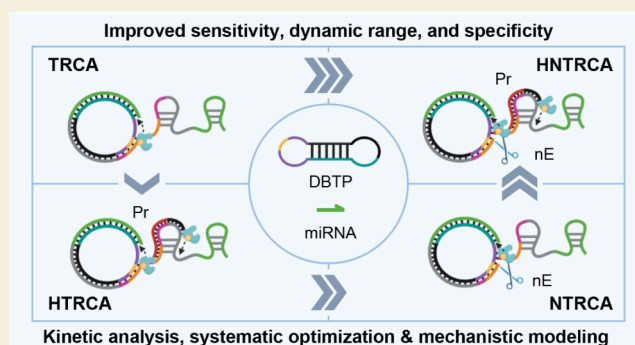 Improved sensitivity, dynamic range, and specificity
TRCA
HNTRCA
Pr
nE
DBTP
miRNA
Pr
HTRCA
nE
NTRCA
Kinetic analysis, systematic optimization & mechanistic modeling